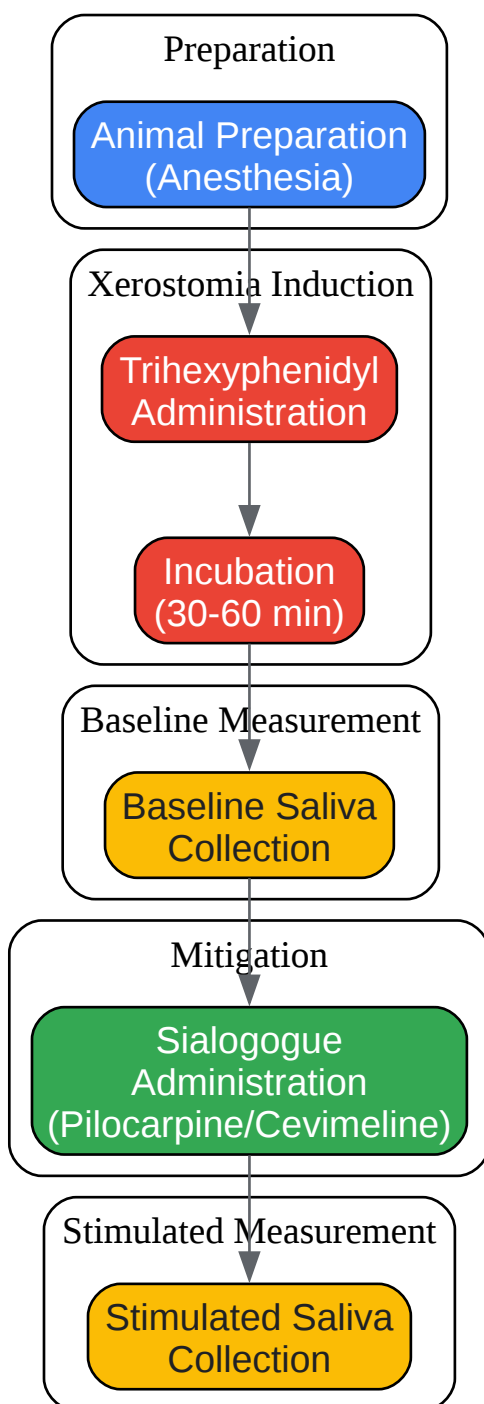 Preparation
Animal Preparation
(Anesthesia)
Xerostomia Induction
Trihexyphenidyl
Administration
Incubation
(30-60 min)
Baseline Measurement
Baseline Saliva
Collection
Mitigation
Sialogogue
Administration
(Pilocarpine/Cevimeline)
Stimulated Measurement
Stimulated Saliva
Collection